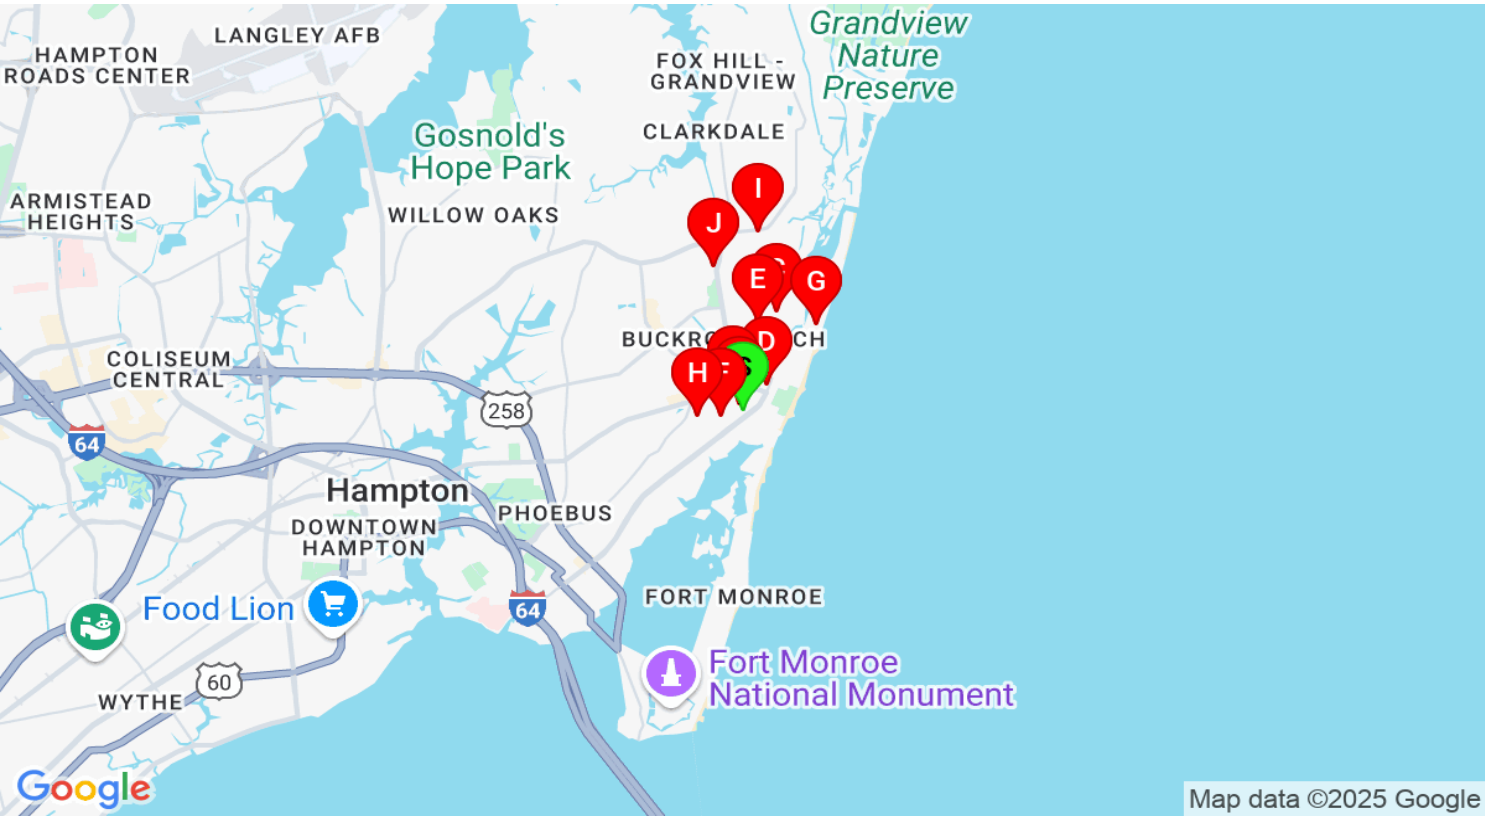 LANGLEY AFB
HAMPTON
ROADS CENTER
Grandview
Nature
Preserve
FOX HILL -
GRANDVIEW
CLARKDALE
Gosnold's
Hope Park
ARMISTEAD
HEIGHTS
WILLOW OAKS
I
J
E
G
D
COLISEUM
CENTRAL
H
S
258
64
Hampton
PHOEBUS
DOWNTOWN
HAMPTON
FORT MONROE
64
Food Lion
Fort Monroe
National Monument
60
WYTHE
Google
Map data ©2025 Google